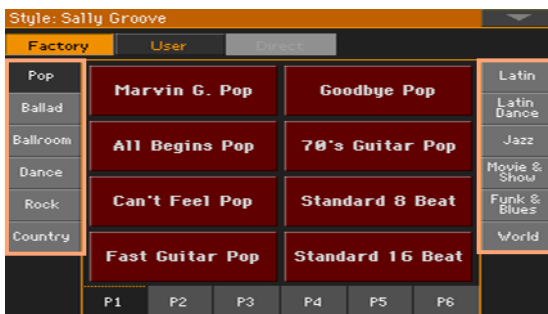 Style: Sally Groove
Factory User Direct
Pop
Ballad
Ballroom
Dance
Rock
Country
Marvin G. Pop
Goodbye Pop
All Begins Pop
70's Guitar Pop
Can't Feel Pop
Standard 8 Beat
Fast Guitar Pop
Standard 16 Beat
Latin
Latin
Dance
Jazz
Movie &
Show
Funk &
Blues
World
P1 P2 P3 P4 P5 P6